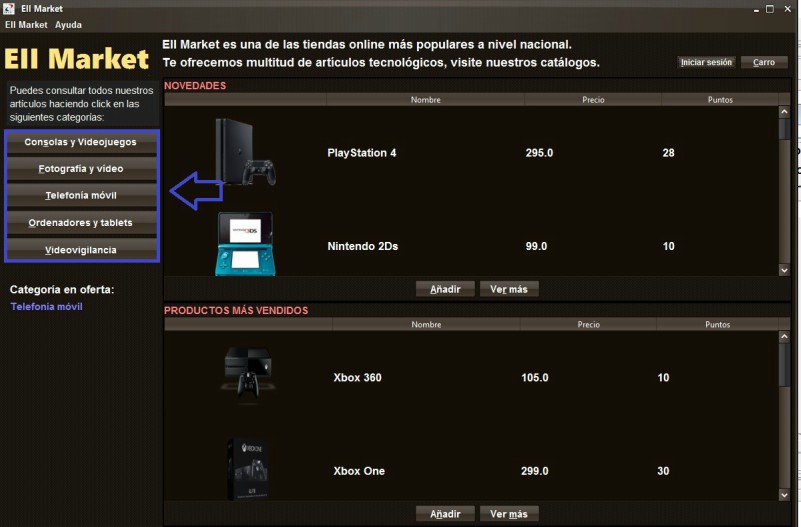 EII Market
EII Market Ayuda
EII Market
EII Market es una de las tiendas online más populares a nivel nacional.
Te ofrecemos multitud de artículos tecnológicos, visite nuestros catálogos.
Iniciar sesión
Carro
Puedes consultar todos nuestros
artículos haciendo click en las
siguientes categorías:
Consolas y Videojuegos
Fotografía y vídeo
Telefonía móvil
Ordenadores y tablets
Videovigilancia
Categoría en oferta:
Telefonía móvil
NOVEDADES
Nombre Precio Puntos
PlayStation 4 295.0 28
Nintendo 2Ds 99.0 10
Añadir Ver más
PRODUCTOS MÁS VENDIDOS
Nombre Precio Puntos
Xbox 360 105.0 10
Xbox One 299.0 30
Añadir Ver más